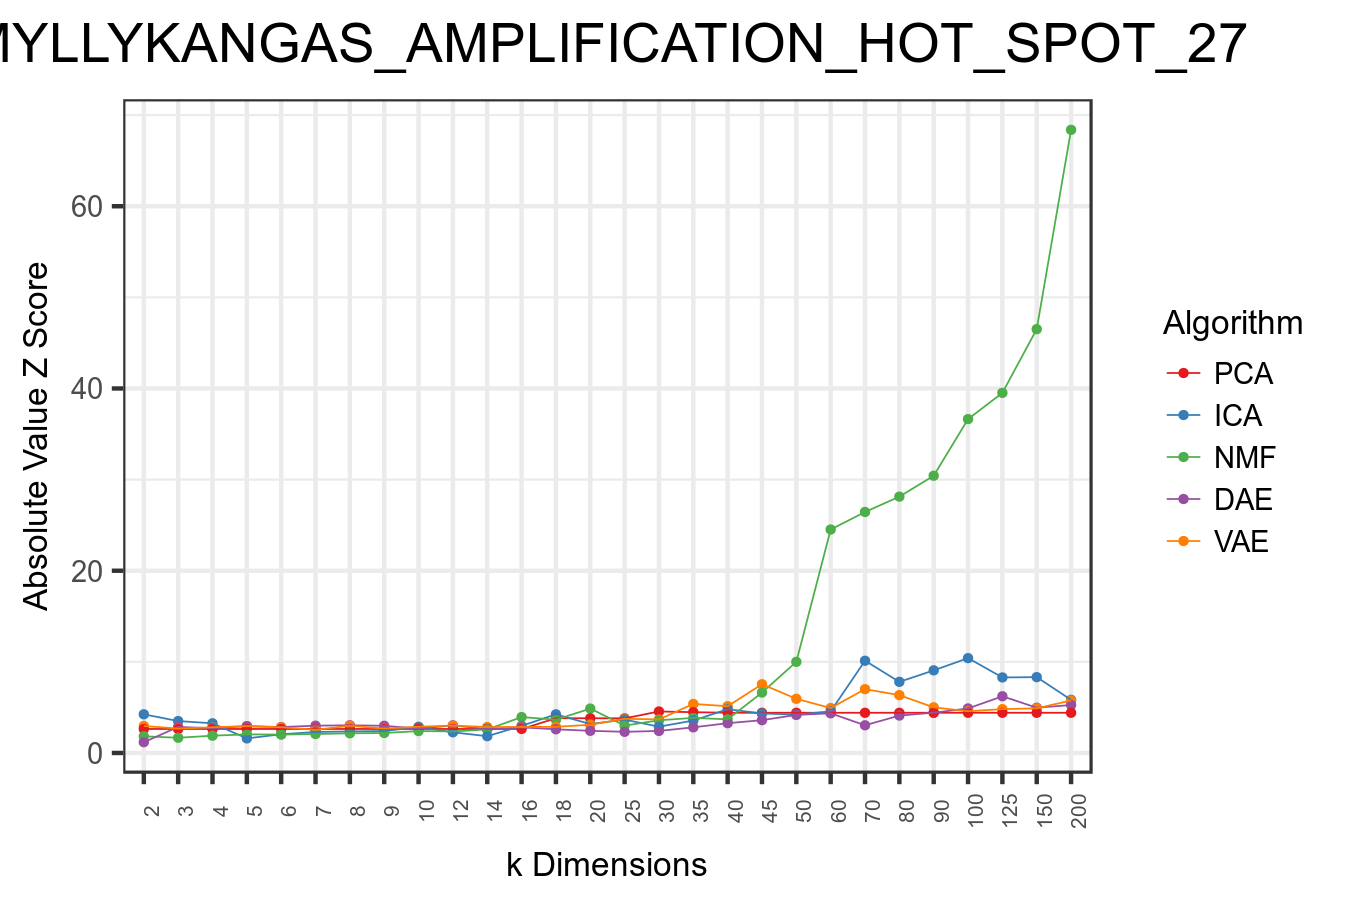 MYLLYKANGAS_AMPLIFICATION_HOT_SPOT_27
Absolute Value Z Score
60
40
20
0
2 3 4 5 6 7 8 9 10 12 14 16 18 20 25 30 35 40 45 50 60 70 80 90 100 125 150 200
k Dimensions
Algorithm
PCA
ICA
NMF
DAE
VAE